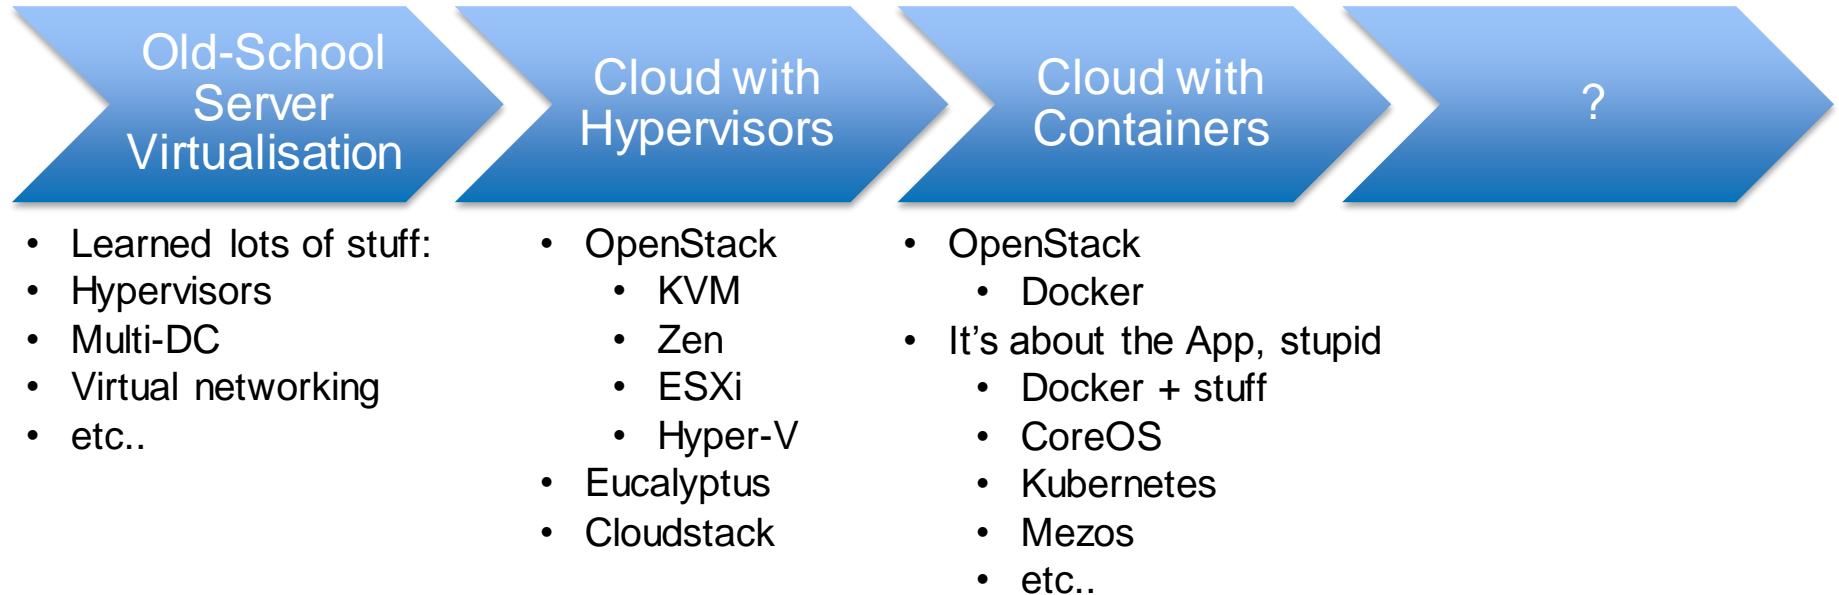 Old-School
Server
Virtualisation
Cloud with
Hypervisors
Cloud with
Containers
?
• Learned lots of stuff:
• Hypervisors
• Multi-DC
• Virtual networking
• etc..
• OpenStack
• KVM
• Zen
• ESXi
• Hyper-V
• Eucalyptus
• Cloudstack
• OpenStack
• Docker
• It's about the App, stupid
• Docker + stuff
• CoreOS
• Kubernetes
• Mezos
• etc..